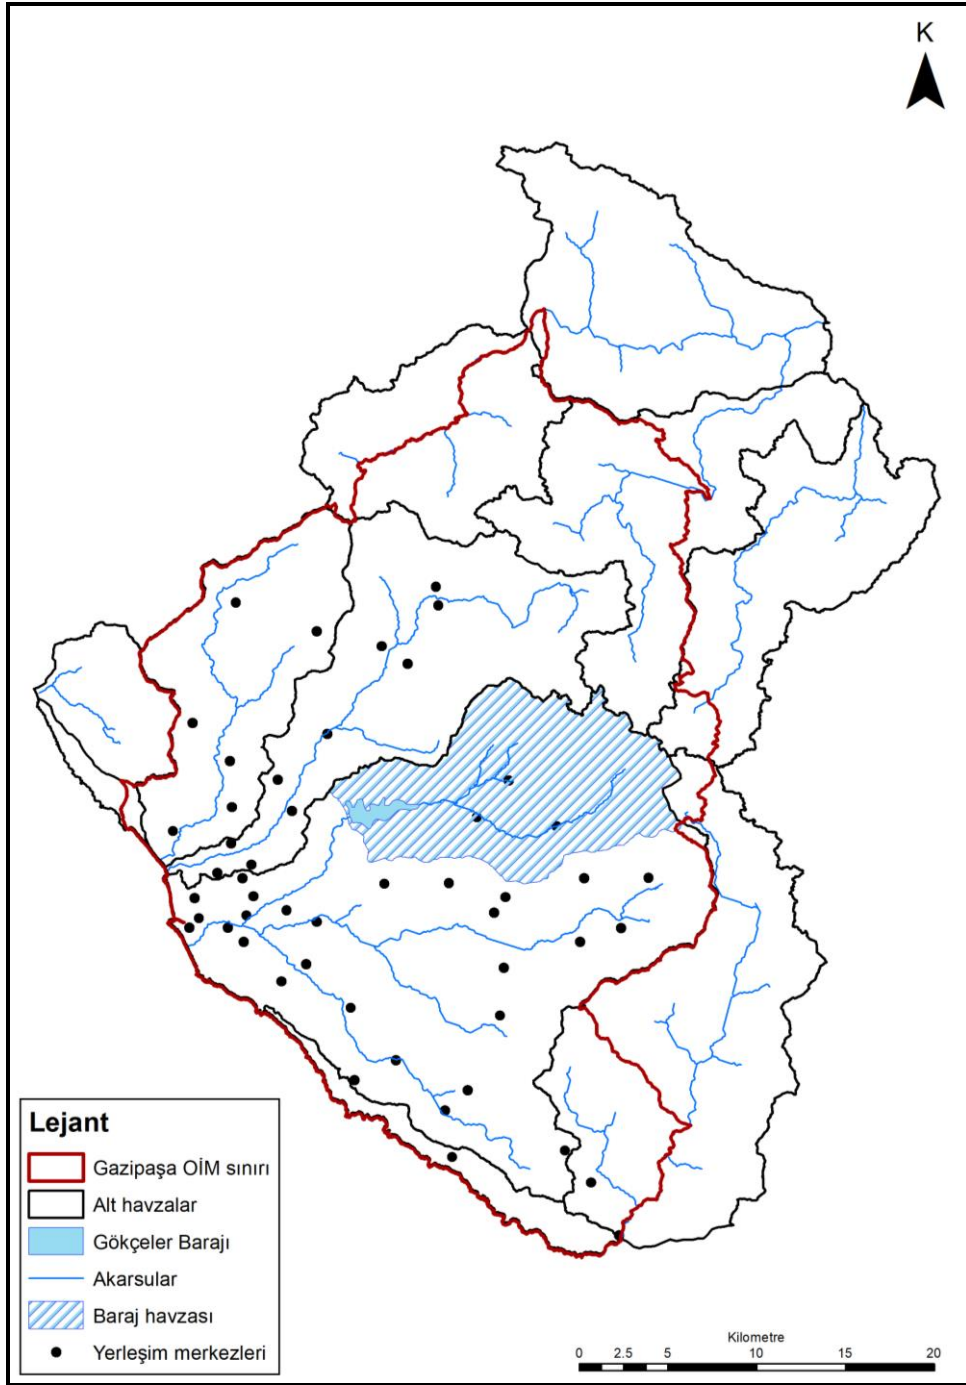 K
Lejant
Gazipaşa OİM sınırı
Alt havzalar
Gökçeler Barajı
Akarsular
Baraj havzası
Yerleşim merkezleri
Kilometre
0 2.5 5 10 15 20